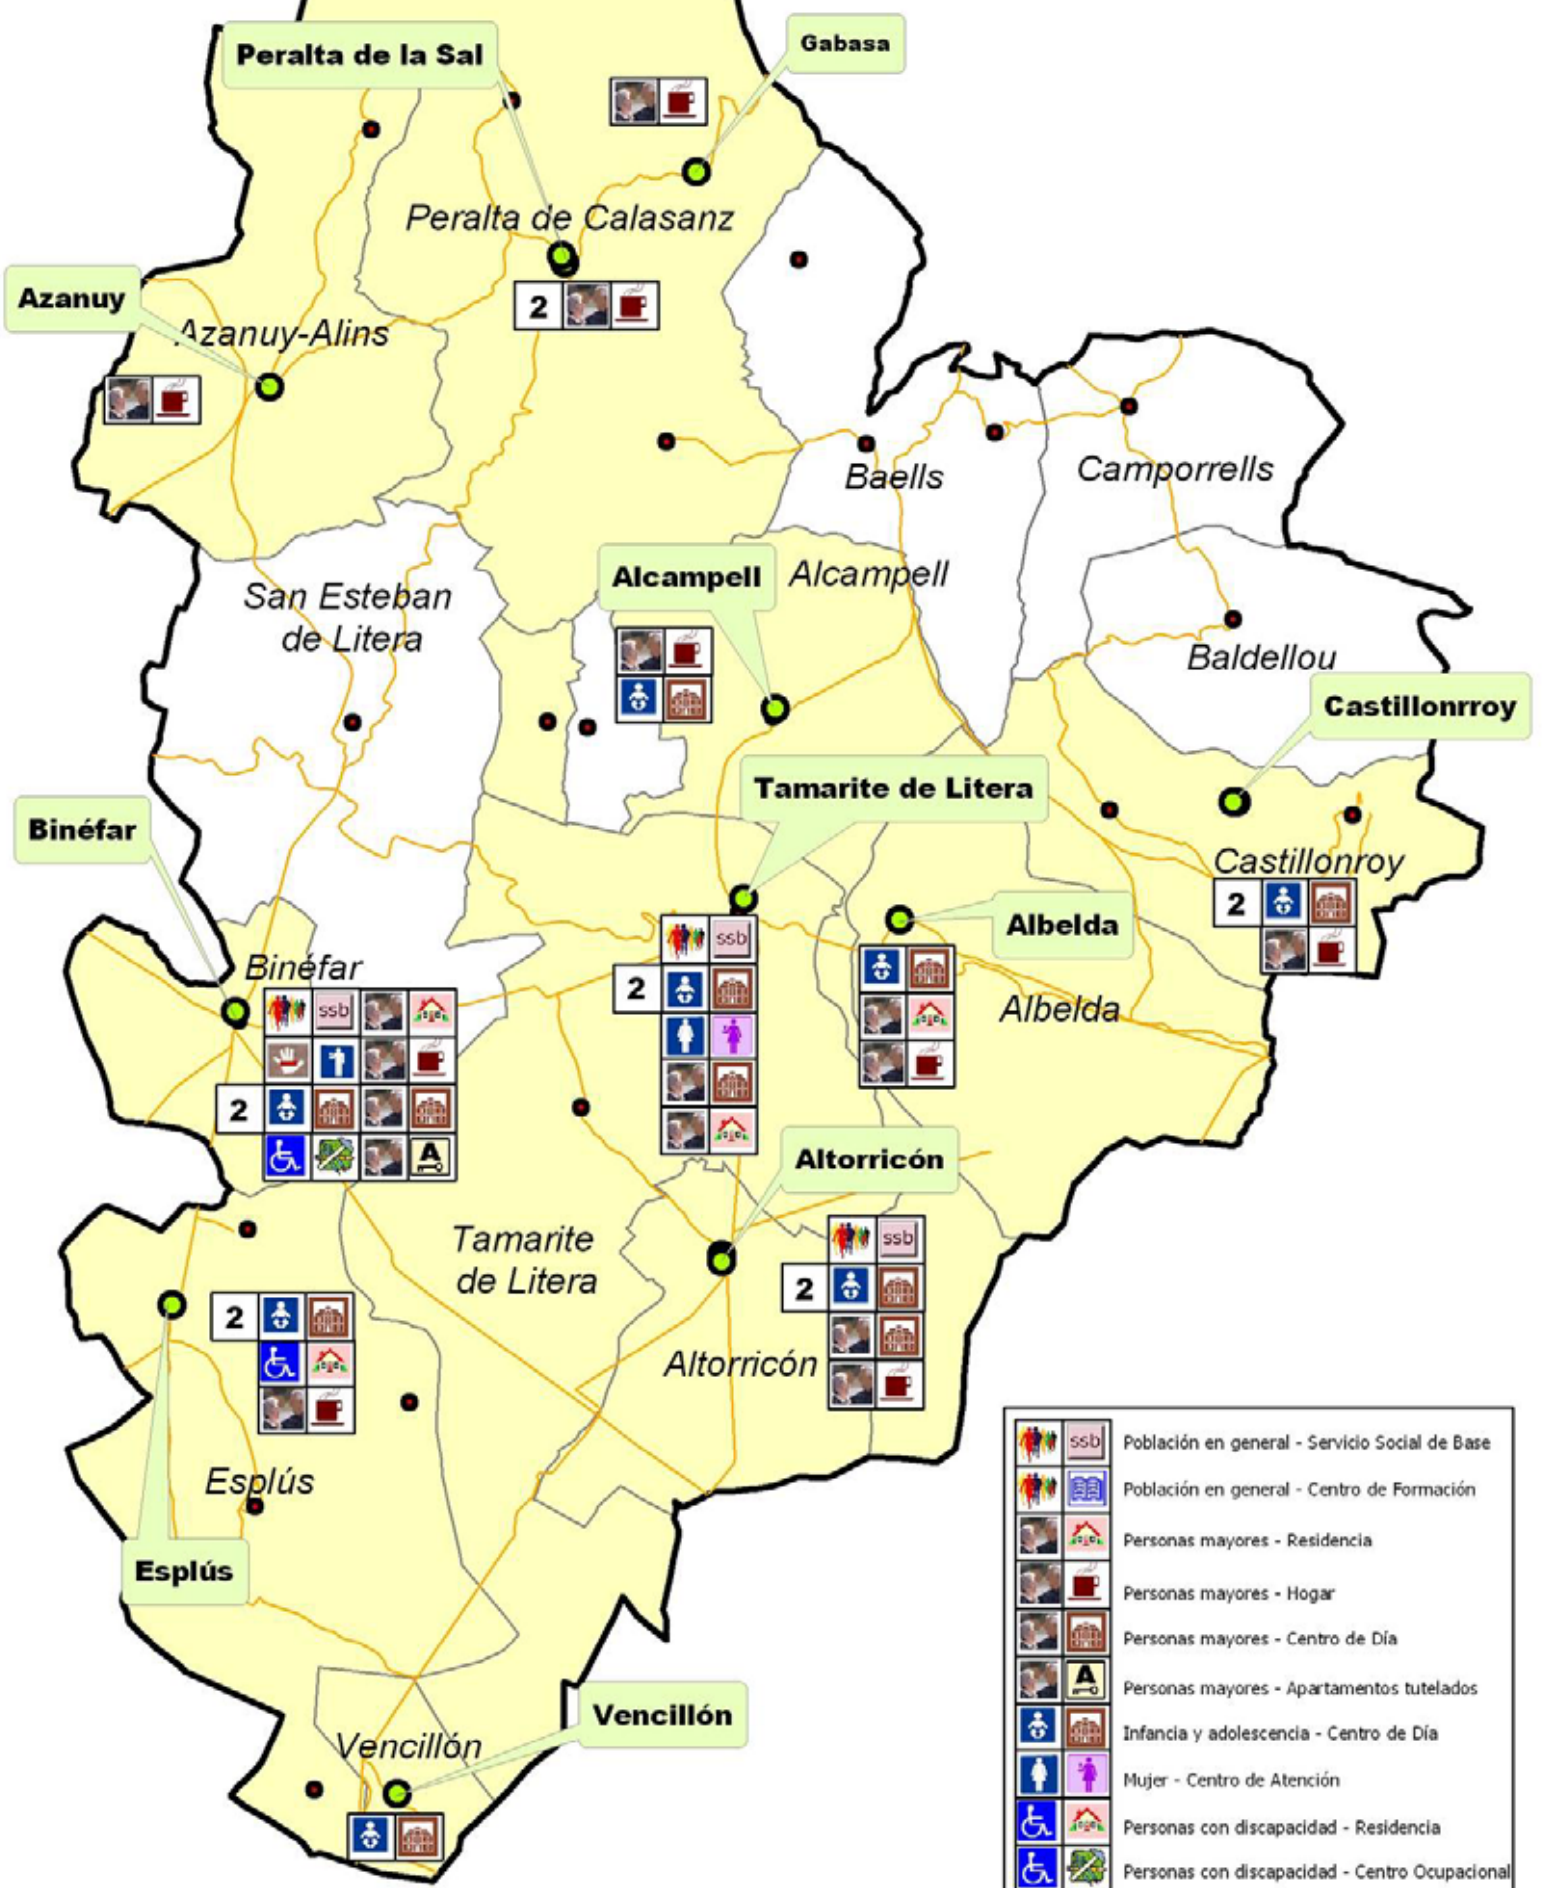 Peralta de la Sal
Gabasa
Peralta de Calasanz
2
Azanuy
Azanuy-Alins
Baells
Camporrells
Alcampell
Alcampell
San Esteban
de Litera
Baldellou
Castillonrroy
Tamarite de Litera
Binéfar
Castillonroy
2
Albelda
Binéfar
ssb
2
Albelda
ssb
2
A
Altorricón
Tamarite
de Litera
ssb
2
2
Altorricón
Esplús
Esplús
Vencillón
Vencillón
ssb Población en general - Servicio Social de Base
Población en general - Centro de Formación
Personas mayores - Residencia
Personas mayores - Hogar
Personas mayores - Centro de Día
A Personas mayores - Apartamentos tutelados
Infancia y adolescencia - Centro de Día
Mujer - Centro de Atención
Personas con discapacidad - Residencia
Personas con discapacidad - Centro Ocupacional